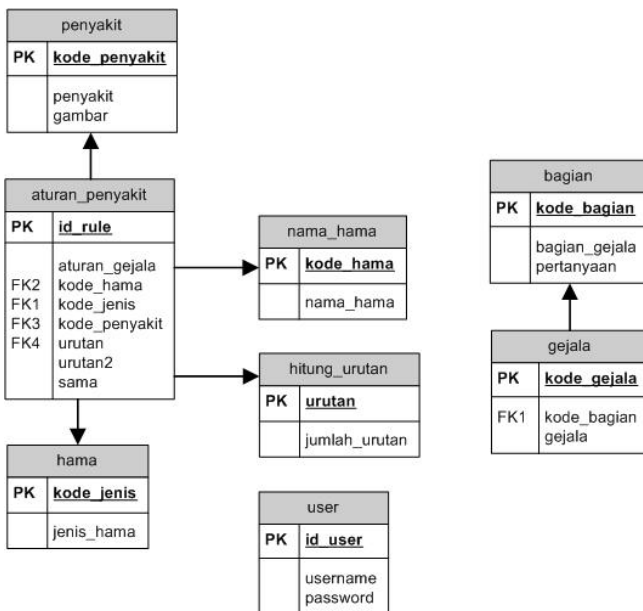 penyakit
PK kode_penyakit
penyakit
gambar
aturan_penyakit
PK id_rule
aturan_gejala
FK2 kode_hama
FK1 kode_jenis
FK3 kode_penyakit
FK4 urutan
urutan2
sama
nama_hama
PK kode_hama
nama_hama
hitung_urutan
PK urutan
jumlah_urutan
hama
PK kode_jenis
jenis_hama
user
PK id_user
username
password
bagian
PK kode_bagian
bagian_gejala
pertanyaan
gejala
PK kode_gejala
FK1 kode_bagian
gejala